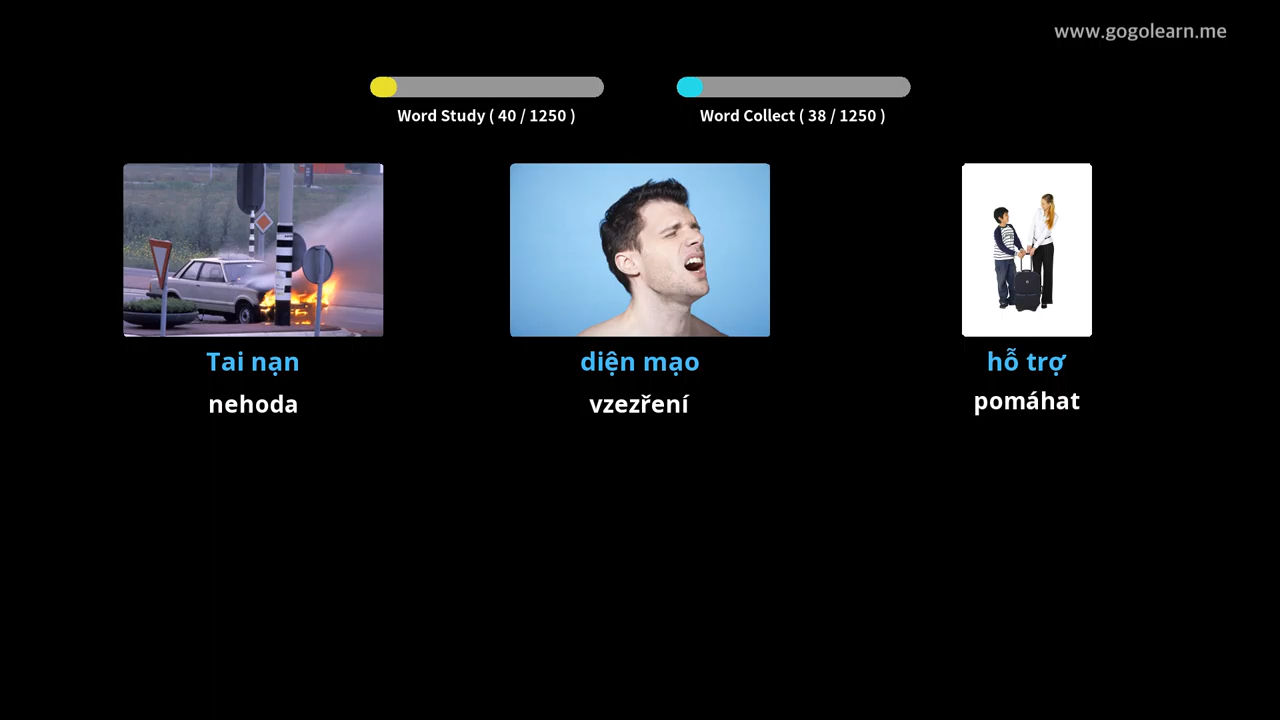 www.gogolearn.me
Word Study ( 40 / 1250 )
Word Collect ( 38 / 1250 )
Tai nạn
diện mạo
hỗ trợ
nehoda
vzezření
pomáhat